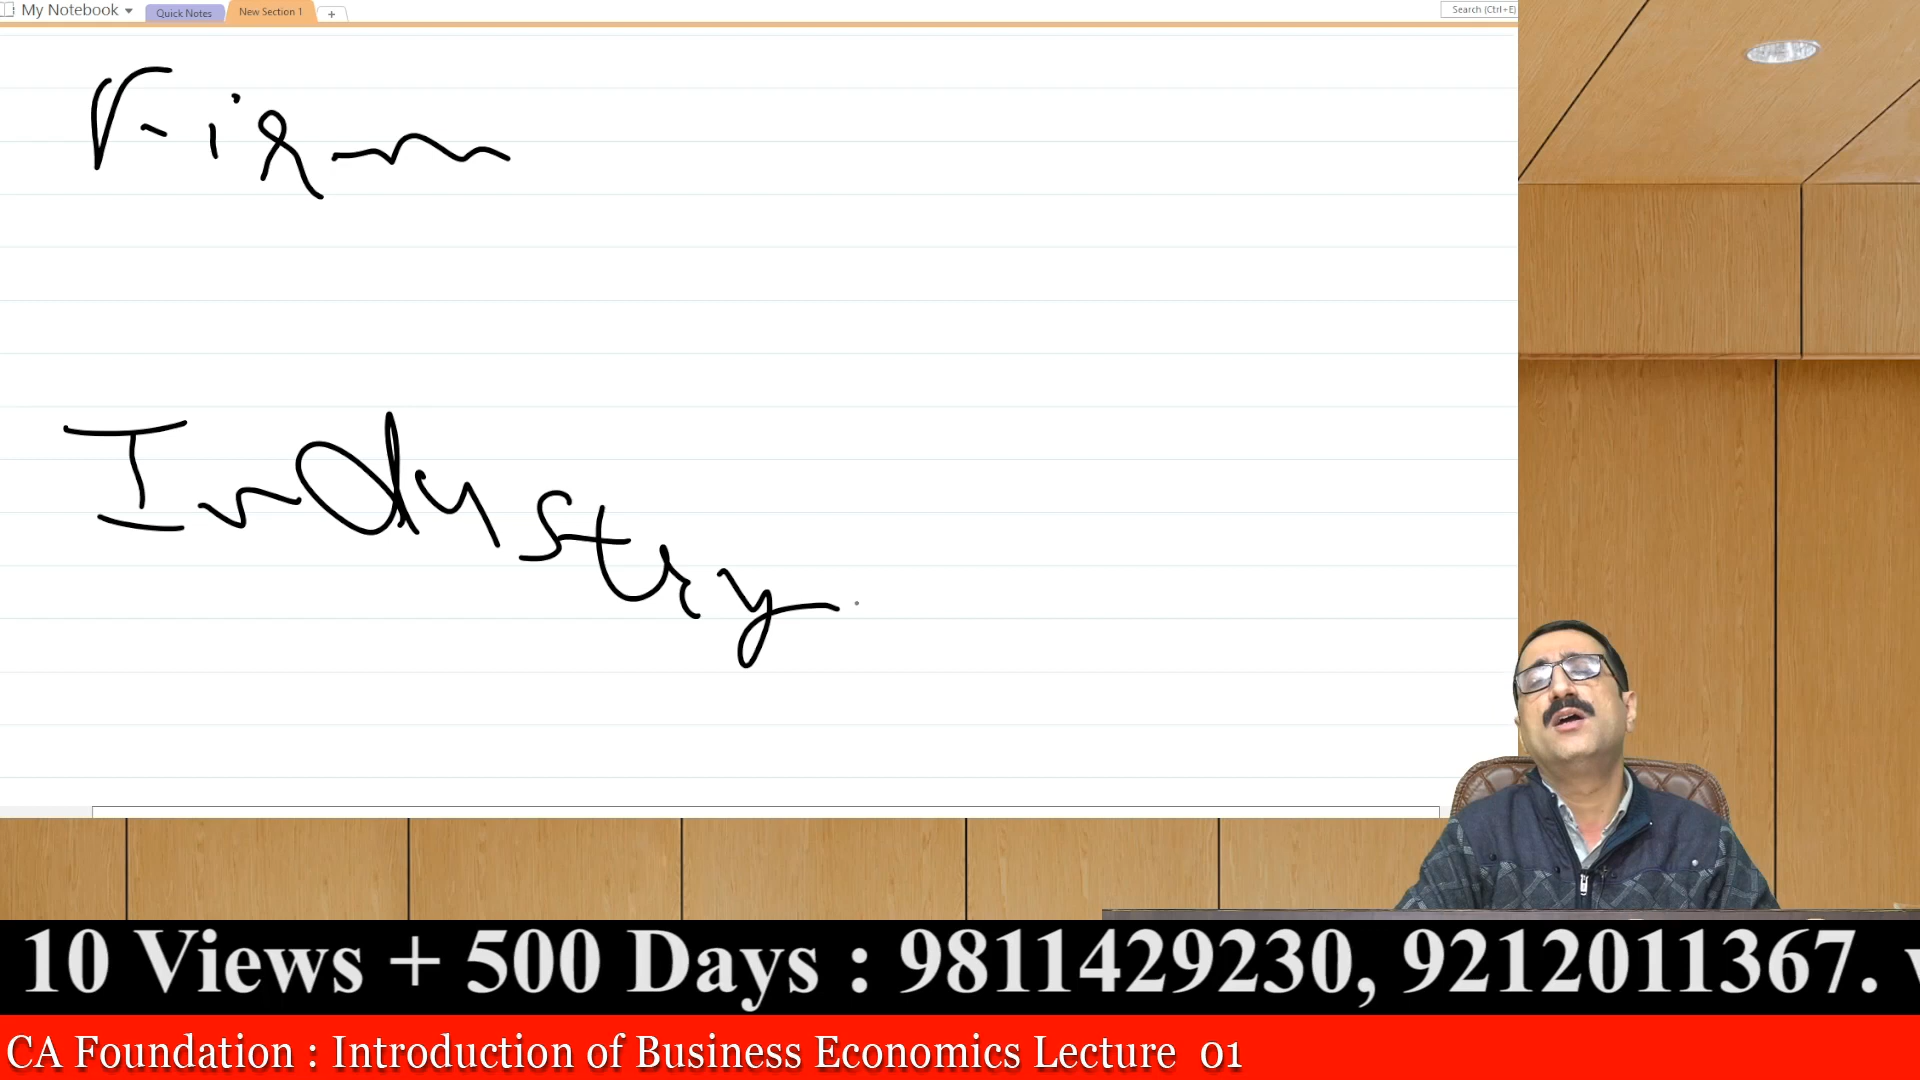 My Notebook Quick Notes New Section 1 + Search (Ctrl+E)
Firm
Industry
10 Views + 500 Days : 9811429230, 9212011367.
CA Foundation : Introduction of Business Economics Lecture 01